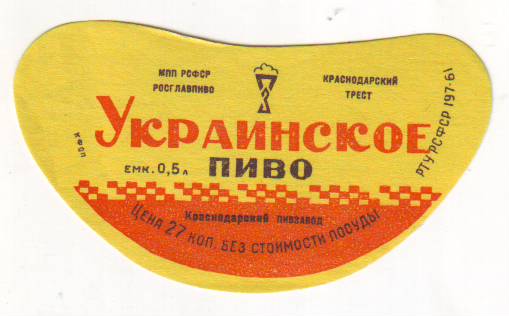 МПП РСФСР
РОСГЛАВПИВО
КРАСНОДАРСКИЙ
ТРЕСТ
УКРАИНСКОЕ
ПИВО
ЕМК. 0,5 л
РТУ РСФСР 197-61
Краснодарский пивзавод
ЦЕНА 27 КОП. БЕЗ СТОИМОСТИ ПОСУДЫ